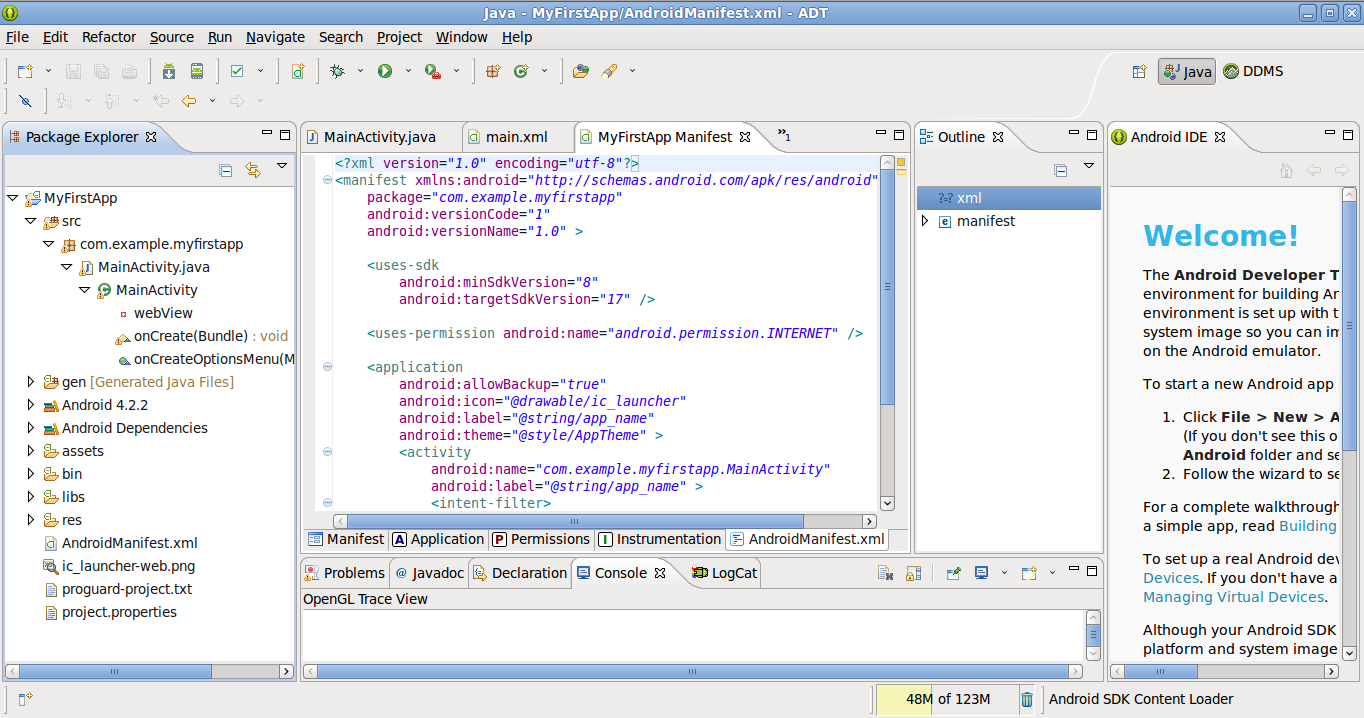 Java - MyFirstApp/AndroidManifest.xml - ADT
File Edit Refactor Source Run Navigate Search Project Window Help
Java DDMS
Package Explorer
MyFirstApp
src
com.example.myfirstapp
MainActivity.java
MainActivity
webView
onCreate(Bundle) : void
onCreateOptionsMenu(M
gen [Generated Java Files]
Android 4.2.2
Android Dependencies
assets
bin
libs
res
AndroidManifest.xml
ic_launcher-web.png
proguard-project.txt
project.properties
MainActivity.java main.xml MyFirstApp Manifest »1
<?xml version="1.0" encoding="utf-8"?>
<manifest xmlns:android="http://schemas.android.com/apk/res/android"
package="com.example.myfirstapp"
android:versionCode="1"
android:versionName="1.0" >
<uses-sdk
android:minSdkVersion="8"
android:targetSdkVersion="17" />
<uses-permission android:name="android.permission.INTERNET" />
<application
android:allowBackup="true"
android:icon="@drawable/ic_launcher"
android:label="@string/app_name"
android:theme="@style/AppTheme" >
<activity
android:name="com.example.myfirstapp.MainActivity"
android:label="@string/app_name" >
<intent-filter>
Manifest A Application P Permissions I Instrumentation AndroidManifest.xml
Problems @ Javadoc Declaration Console LogCat
OpenGL Trace View
Outline
?=? xml
e manifest
Android IDE
Welcome!
The Android Developer T
environment for building An
environment is set up with t
system image so you can im
on the Android emulator.
To start a new Android app
1. Click File > New > A
(If you don't see this o
Android folder and se
2. Follow the wizard to se
For a complete walkthrough
a simple app, read Building
To set up a real Android dev
Devices. If you don't have a
Managing Virtual Devices.
Although your Android SDK
platform and system image
48M of 123M
Android SDK Content Loader